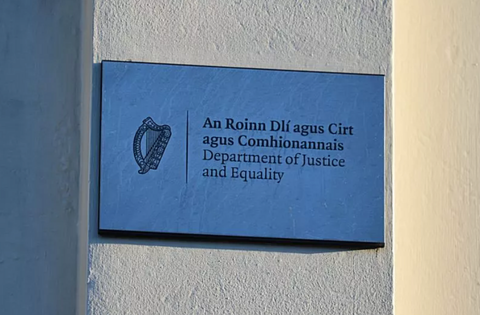 An Roinn Dlí agus Cirt
agus Comhionannais
Department of Justice
and Equality